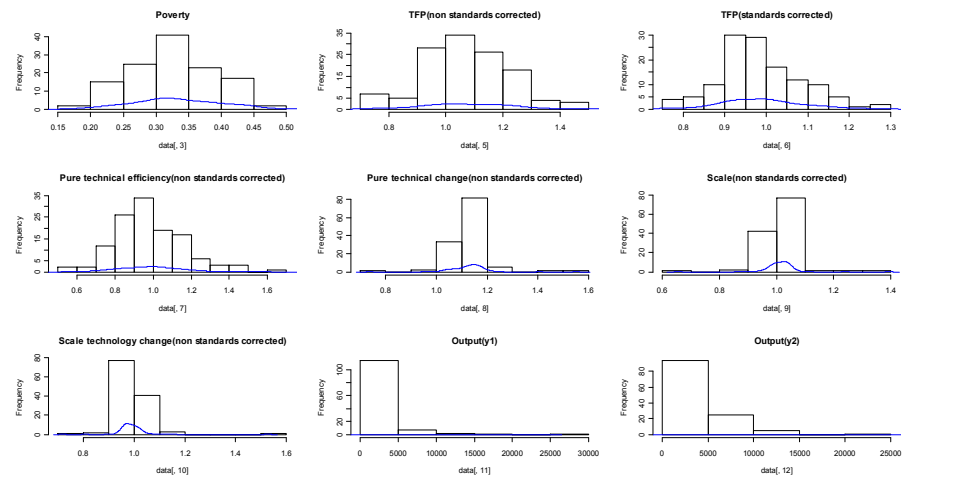 Poverty
Frequency
0 10 20 30 40
0.15 0.20 0.25 0.30 0.35 0.40 0.45 0.50
data[, 3]
TFP(non standards corrected)
Frequency
0 5 15 25 35
0.8 1.0 1.2 1.4
data[, 5]
TFP(standards corrected)
Frequency
0 5 10 20 30
0.8 0.9 1.0 1.1 1.2 1.3
data[, 6]
Pure technical efficiency(non standards corrected)
Frequency
0 5 15 25 35
0.6 0.8 1.0 1.2 1.4 1.6
data[, 7]
Pure technical change(non standards corrected)
Frequency
0 20 40 60 80
0.8 1.0 1.2 1.4 1.6
data[, 8]
Scale(non standards corrected)
Frequency
0 20 40 60 80
0.6 0.8 1.0 1.2 1.4
data[, 9]
Scale technology change(non standards corrected)
Frequency
0 20 40 60 80
0.8 1.0 1.2 1.4 1.6
data[, 10]
Output(y1)
Frequency
0 20 60 100
0 5000 10000 15000 20000 25000 30000
data[, 11]
Output(y2)
Frequency
0 20 40 60 80
0 5000 10000 15000 20000 25000
data[, 12]